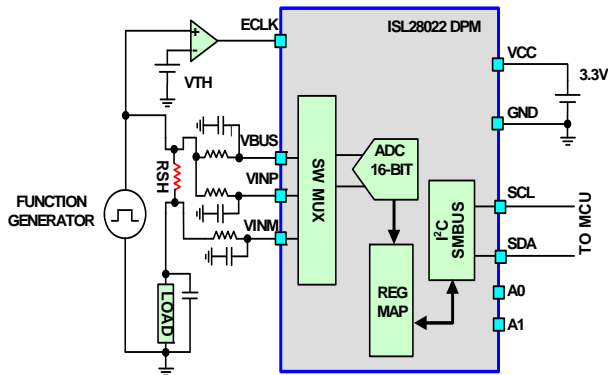 ECLK
ISL28022 DPM
VCC
VTH
3.3V
GND
VBUS
ADC
16-BIT
RSH
SW MUX
VINP
I²C
SMBUS
SCL
FUNCTION
GENERATOR
VINM
SDA
TO MCU
REG
MAP
A0
LOAD
A1
+
-